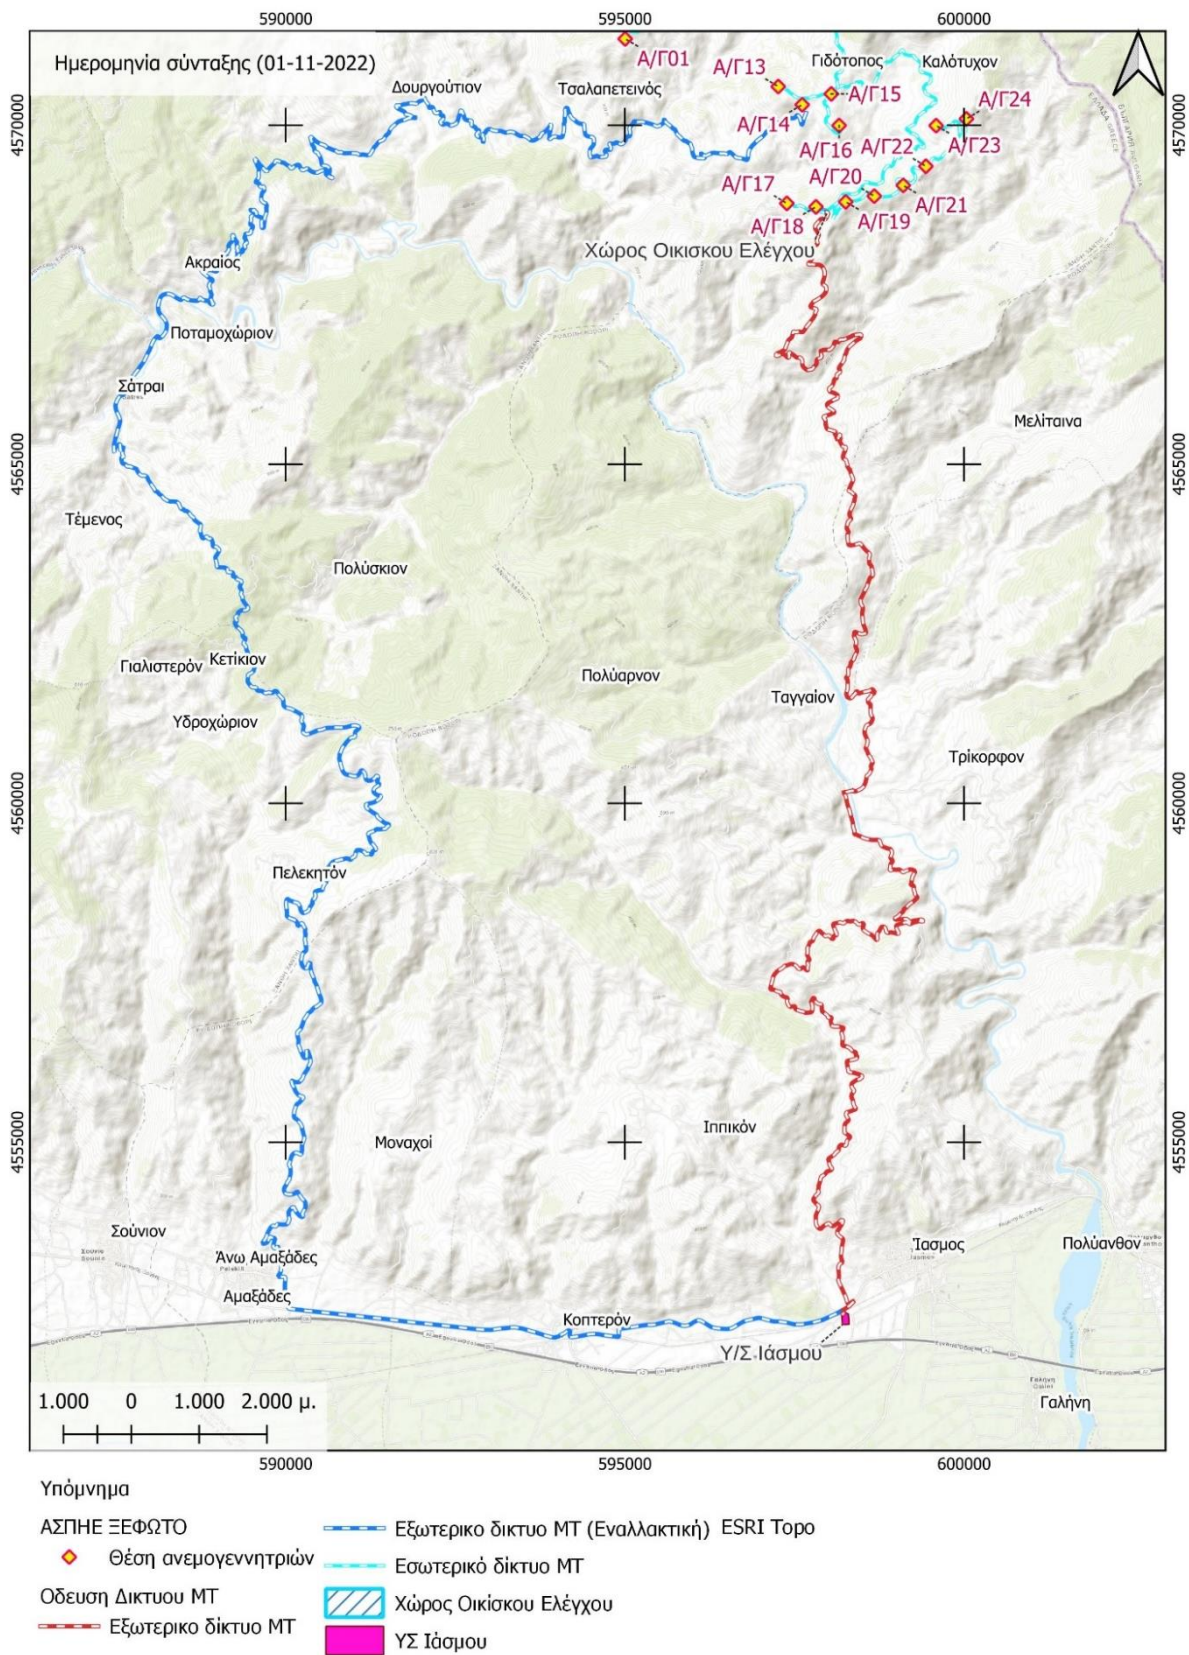 590000 595000 600000
Ημερομηνία σύνταξης (01-11-2022)
Α/Γ01
Γιδότοπος
Καλότυχον
Α/Γ13
Δουργούτιον
Τσαλαπετεινός
Α/Γ15
Α/Γ24
4570000
4570000
Α/Γ14
Α/Γ16
Α/Γ22
Α/Γ23
Α/Γ17
Α/Γ20
Α/Γ18
Α/Γ19
Α/Γ21
Χώρος Οικισκου Ελέγχου
Ακραίος
Ποταμοχώριον
Σάτραι
Μελίταινα
4565000
4565000
Τέμενος
Πολύσκιον
Γιαλιστερόν
Κετίκιον
Πολύαρνον
Ταγγαίον
Υδροχώριον
Τρίκορφον
4560000
4560000
Πελεκητόν
Ιππικόν
Μοναχοί
4555000
4555000
Σούνιον
Άνω Αμαξάδες
Ίασμος
Πολύανθον
Αμαξάδες
Κοπτερόν
Υ/Σ Ιάσμου
Γαλήνη
1.000 0 1.000 2.000 μ.
590000 595000 600000
Υπόμνημα
ΑΣΠΗΕ ΞΕΦΩΤΟ
Θέση ανεμογεννητριών
Οδευση Δικτυου ΜΤ
Εξωτερικο δίκτυο ΜΤ
Εξωτερικο δικτυο ΜΤ (Εναλλακτική)
Εσωτερικό δίκτυο ΜΤ
Χώρος Οικίσκου Ελέγχου
ΥΣ Ιάσμου
ESRI Topo